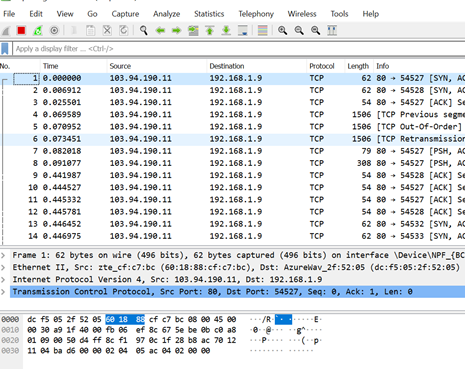 File Edit View Go Capture Analyze Statistics Telephony Wireless Tools Help
Apply a display filter ... <Ctrl-/>
No. Time Source Destination Protocol Length Info
1 0.000000 103.94.190.11 192.168.1.9 TCP 62 80 → 54527 [SYN, AC
2 0.006912 103.94.190.11 192.168.1.9 TCP 62 80 → 54528 [SYN, AC
3 0.025501 103.94.190.11 192.168.1.9 TCP 54 80 → 54527 [ACK] Se
4 0.069589 103.94.190.11 192.168.1.9 TCP 1506 [TCP Previous segme
5 0.070952 103.94.190.11 192.168.1.9 TCP 1506 [TCP Out-Of-Order]
6 0.073451 103.94.190.11 192.168.1.9 TCP 1506 [TCP Retransmission
7 0.082018 103.94.190.11 192.168.1.9 TCP 79 80 → 54527 [PSH, AC
8 0.091077 103.94.190.11 192.168.1.9 TCP 308 80 → 54527 [PSH, AC
9 0.441987 103.94.190.11 192.168.1.9 TCP 54 80 → 54527 [ACK] Se
10 0.444527 103.94.190.11 192.168.1.9 TCP 54 80 → 54527 [ACK] Se
11 0.445332 103.94.190.11 192.168.1.9 TCP 54 80 → 54527 [ACK] Se
12 0.445781 103.94.190.11 192.168.1.9 TCP 54 80 → 54528 [ACK] Se
13 0.446452 103.94.190.11 192.168.1.9 TCP 62 80 → 54532 [SYN, AC
14 0.446975 103.94.190.11 192.168.1.9 TCP 62 80 → 54533 [SYN, AC
Frame 1: 62 bytes on wire (496 bits), 62 bytes captured (496 bits) on interface \Device\NPF_{BC
Ethernet II, Src: zte_cf:c7:bc (60:18:88:cf:c7:bc), Dst: AzureWav_2f:52:05 (dc:f5:05:2f:52:05)
Internet Protocol Version 4, Src: 103.94.190.11, Dst: 192.168.1.9
Transmission Control Protocol, Src Port: 80, Dst Port: 54527, Seq: 0, Ack: 1, Len: 0
0000 dc f5 05 2f 52 05 60 18 88 cf c7 bc 08 00 45 00 ···/R·`·······E·
0010 00 30 a9 1f 40 00 fb 06 ef 8c 67 5e be 0b c0 a8 ·0··@·····g^····
0020 01 09 00 50 d4 ff 8c f1 97 0c 1f 28 b8 ac 70 12 ···P·······(··p·
0030 11 04 ba d6 00 00 02 04 05 ac 04 02 00 00 ··············